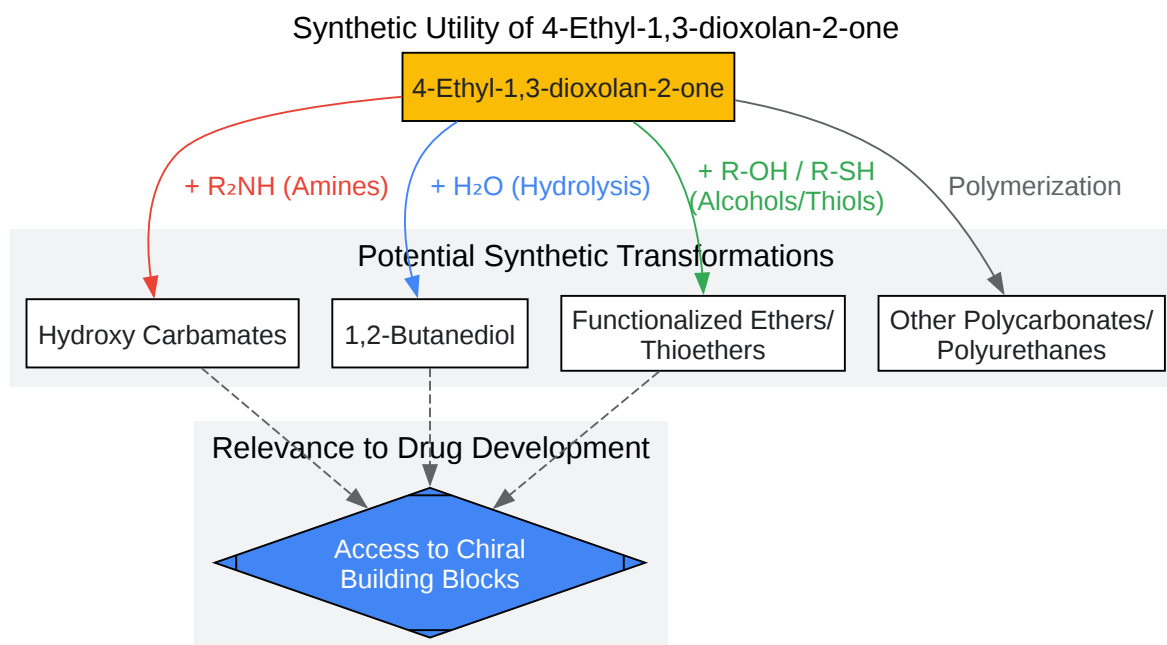 Synthetic Utility of 4-Ethyl-1,3-dioxolan-2-one
4-Ethyl-1,3-dioxolan-2-one
+ R₂NH (Amines)
+ H₂O (Hydrolysis)
+ R-OH / R-SH
(Alcohols/Thiols)
Polymerization
Potential Synthetic Transformations
Hydroxy Carbamates
1,2-Butanediol
Functionalized Ethers/
Thioethers
Other Polycarbonates/
Polyurethanes
Relevance to Drug Development
Access to Chiral
Building Blocks